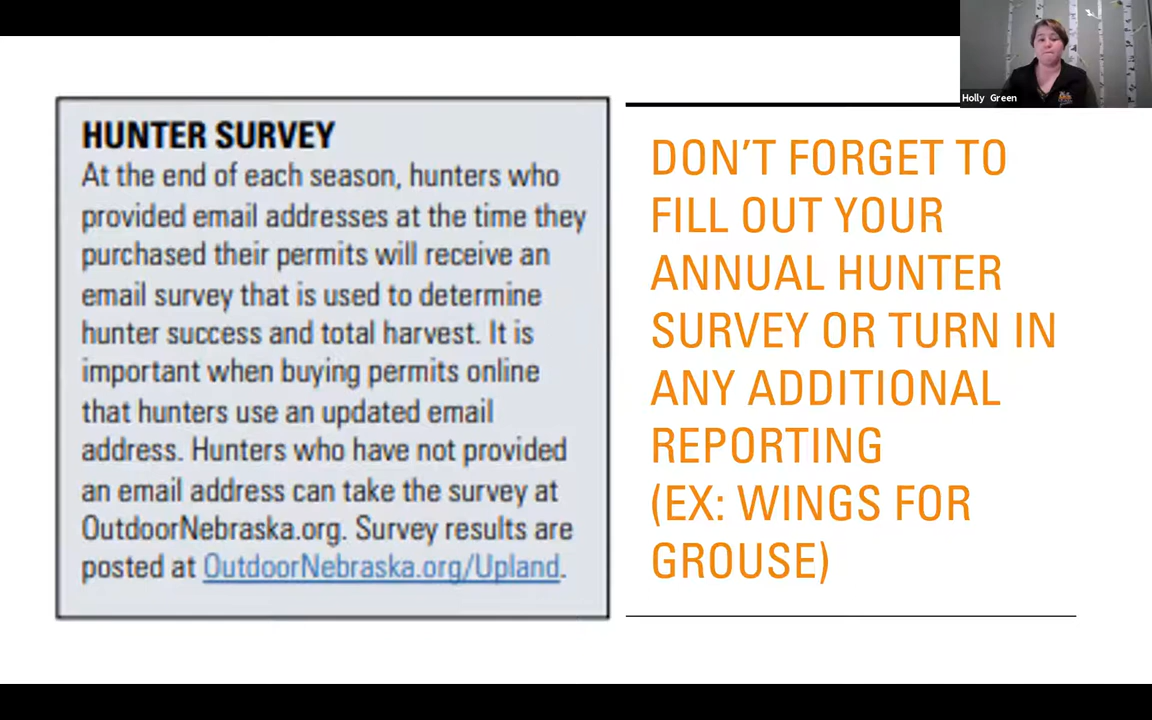 HUNTER SURVEY
At the end of each season, hunters who
provided email addresses at the time they
purchased their permits will receive an
email survey that is used to determine
hunter success and total harvest. It is
important when buying permits online
that hunters use an updated email
address. Hunters who have not provided
an email address can take the survey at
OutdoorNebraska.org. Survey results are
posted at OutdoorNebraska.org/Upland.
DON'T FORGET TO
FILL OUT YOUR
ANNUAL HUNTER
SURVEY OR TURN IN
ANY ADDITIONAL
REPORTING
(EX: WINGS FOR
GROUSE)
Holly Green